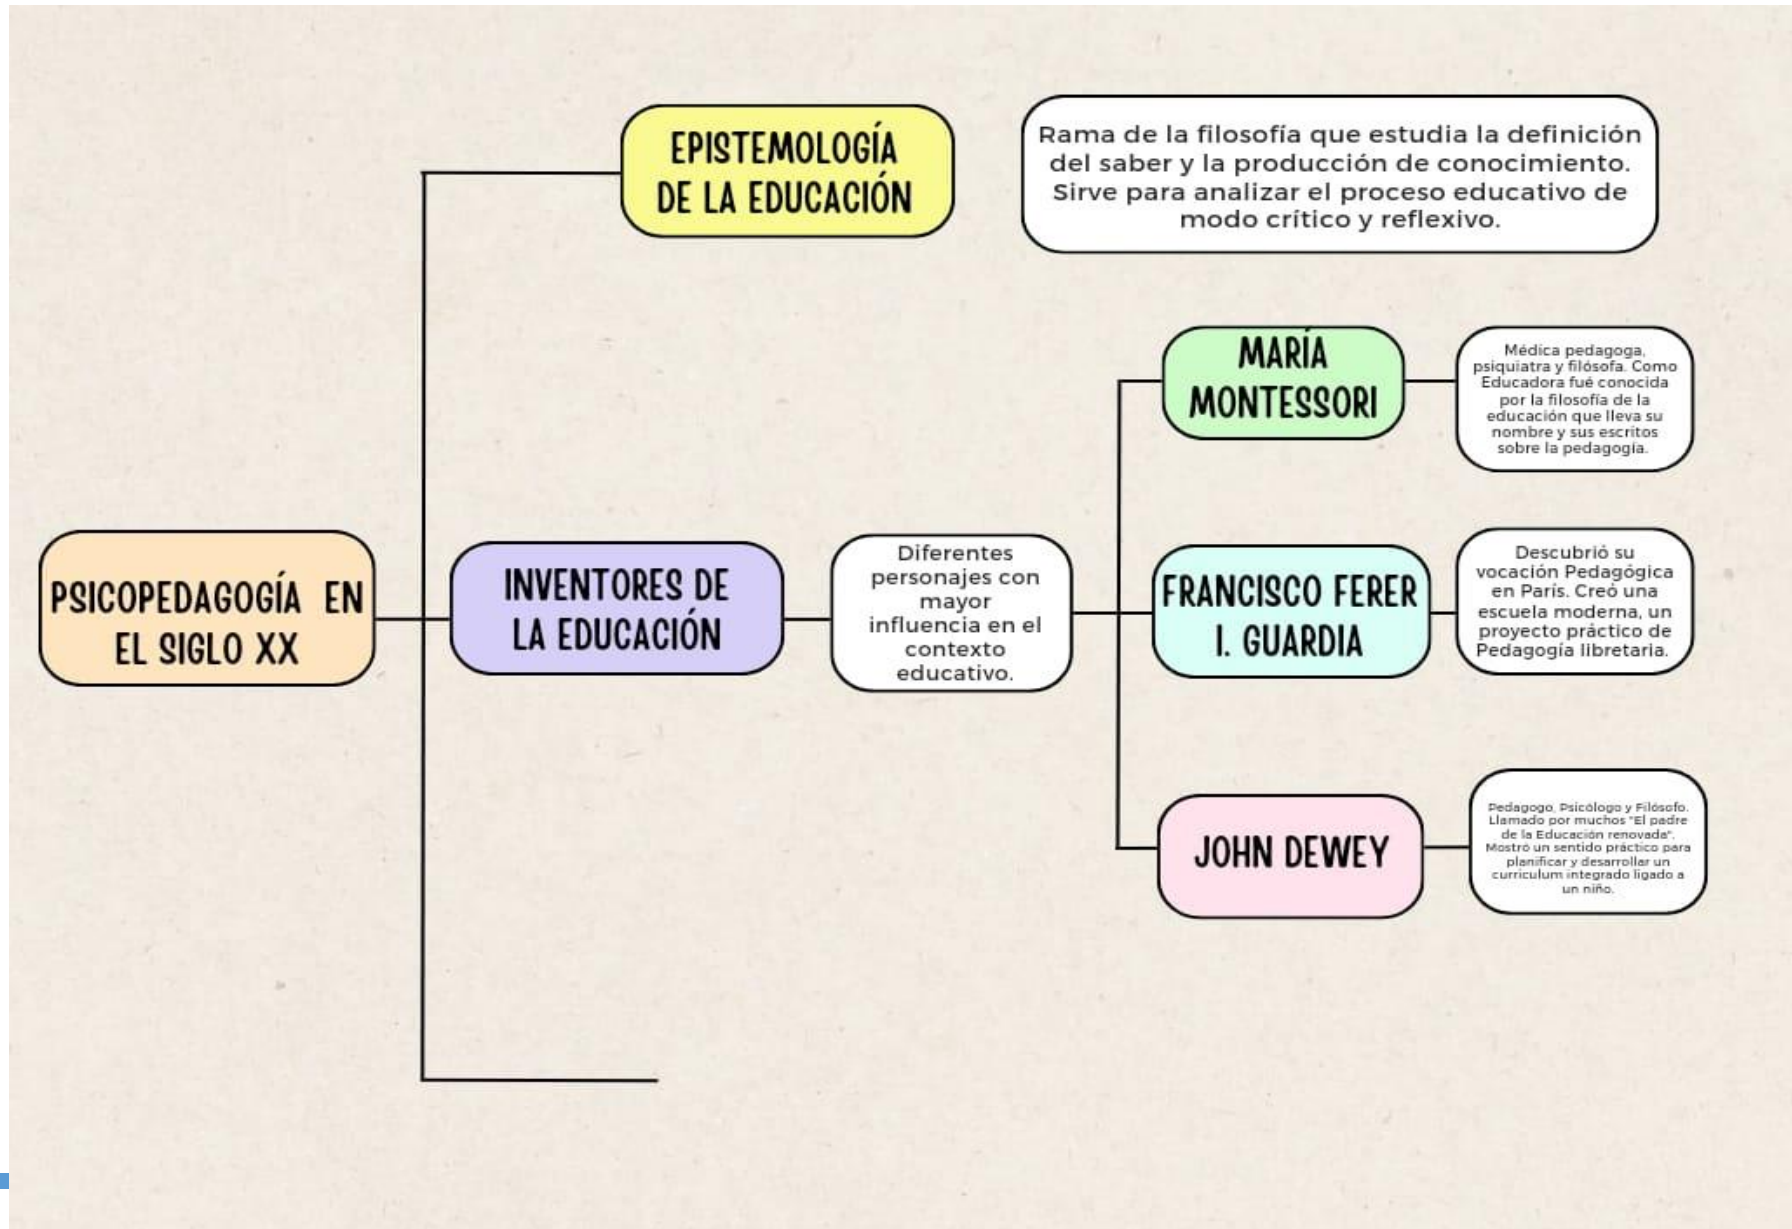 EPISTEMOLOGÍA
DE LA EDUCACIÓN
Rama de la filosofía que estudia la definición
del saber y la producción de conocimiento.
Sirve para analizar el proceso educativo de
modo crítico y reflexivo.
PSICOPEDAGOGÍA EN
EL SIGLO XX
INVENTORES DE
LA EDUCACIÓN
Diferentes
personajes con
mayor
influencia en el
contexto
educativo.
MARÍA
MONTESSORI
Médica pedagoga,
psiquiatra y filósofa. Como
Educadora fué conocida
por la filosofía de la
educación que lleva su
nombre y sus escritos
sobre la pedagogía.
FRANCISCO FERER
I. GUARDIA
Descubrió su
vocación Pedagógica
en París. Creó una
escuela moderna, un
proyecto práctico de
Pedagogía libretaria.
JOHN DEWEY
Pedagogo, Psicólogo y Filósofo.
Llamado por muchos "El padre
de la Educación renovada".
Mostró un sentido práctico para
planificar y desarrollar un
curriculum integrado ligado a
un niño.